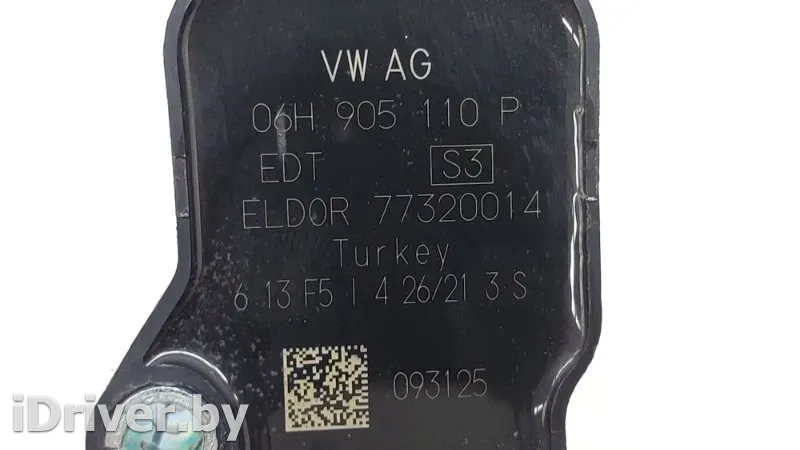 VW AG
06H 905 110 P
EDT S3
ELDOR 77320014
Turkey
6 13 F5 I 4 26/21 3 S
093125
iDriver.by